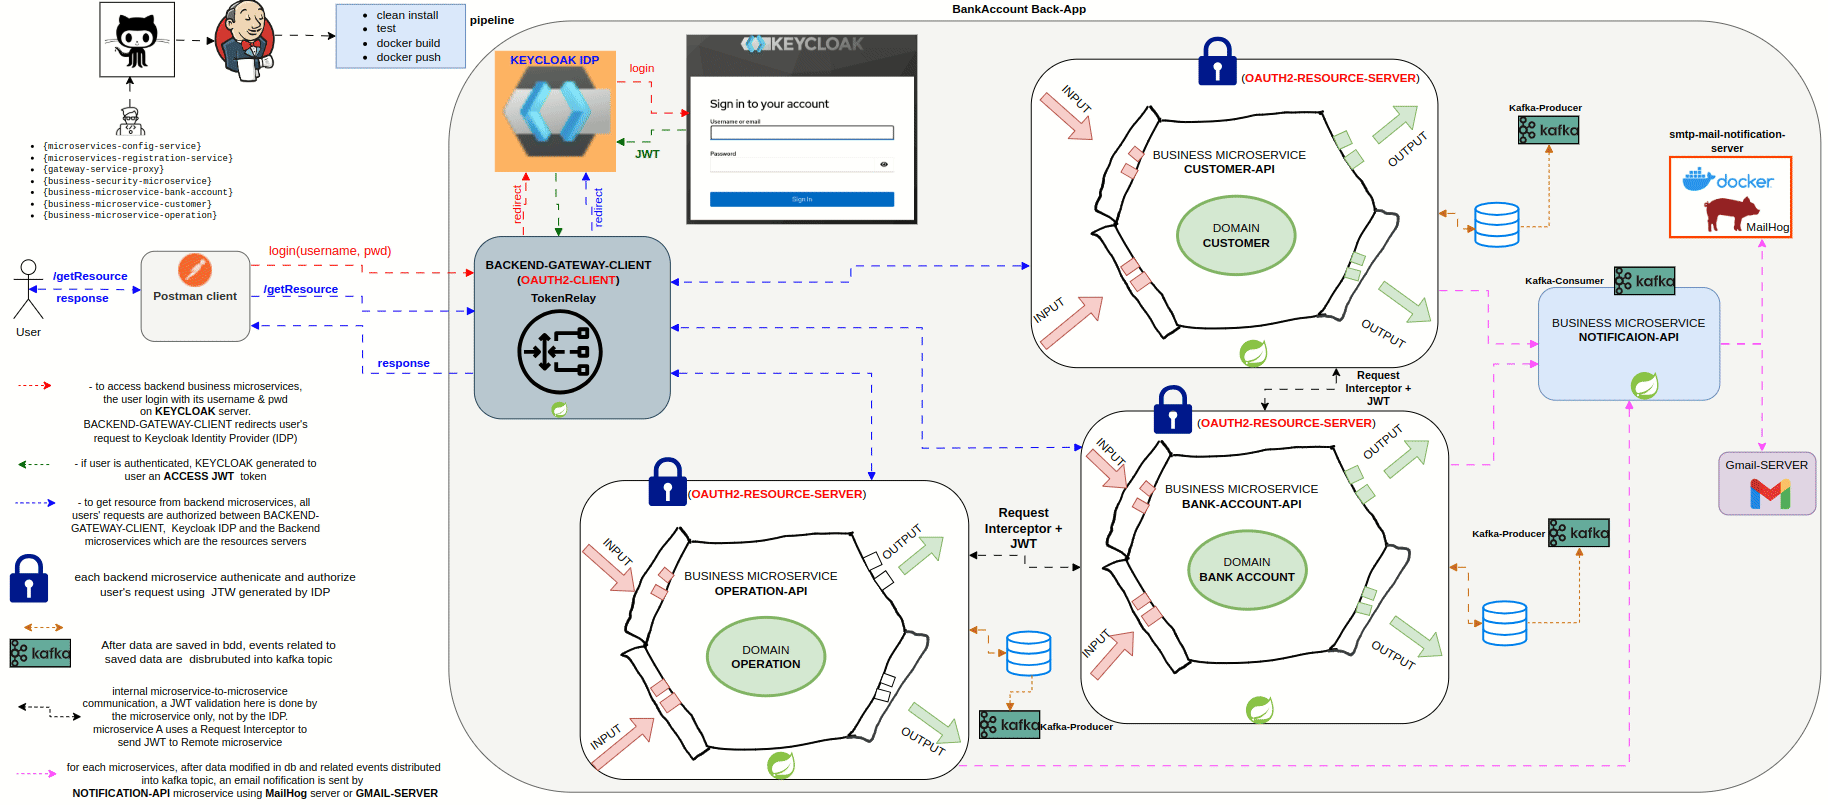 BankAccount Back-App
clean install
test
docker build
docker push
pipeline
{microservices-config-service}
{microservices-registration-service}
{gateway-service-proxy}
{business-security-microservice}
{business-microservice-bank-account}
{business-microservice-customer}
{business-microservice-operation}
KEYCLOAK IDP
login
JWT
redirect
redirect
KEYCLOAK
Sign in to your account
Username or email
Password
Sign In
User
/getResource
response
Postman client
login(username, pwd)
/getResource
response
BACKEND-GATEWAY-CLIENT
(OAUTH2-CLIENT)
TokenRelay
(OAUTH2-RESOURCE-SERVER)
INPUT
OUTPUT
BUSINESS MICROSERVICE
CUSTOMER-API
DOMAIN
CUSTOMER
INPUT
OUTPUT
Kafka-Producer
kafka
smtp-mail-notification-
server
docker
MailHog
Kafka-Consumer
kafka
BUSINESS MICROSERVICE
NOTIFICAION-API
Gmail-SERVER
Request
Interceptor +
JWT
(OAUTH2-RESOURCE-SERVER)
INPUT
OUTPUT
BUSINESS MICROSERVICE
BANK-ACCOUNT-API
DOMAIN
BANK ACCOUNT
INPUT
OUTPUT
Kafka-Producer
kafka
Request
Interceptor +
JWT
(OAUTH2-RESOURCE-SERVER)
INPUT
OUTPUT
BUSINESS MICROSERVICE
OPERATION-API
DOMAIN
OPERATION
INPUT
OUTPUT
kafka
Kafka-Producer
- to access backend business microservices,
the user login with its username & pwd
on KEYCLOAK server.
BACKEND-GATEWAY-CLIENT redirects user's
request to Keycloak Identity Provider (IDP)
- if user is authenticated, KEYCLOAK generated to
user an ACCESS JWT token
- to get resource from backend microservices, all
users' requests are authorized between BACKEND-
GATEWAY-CLIENT, Keycloak IDP and the Backend
microservices which are the resources servers
each backend microservice authenicate and authorize
user's request using JTW generated by IDP
kafka
After data are saved in bdd, events related to
saved data are disbrubuted into kafka topic
internal microservice-to-microservice
communication, a JWT validation here is done by
the microservice only, not by the IDP.
microservice A uses a Request Interceptor to
send JWT to Remote microservice
for each microservices, after data modified in db and related events distributed
into kafka topic, an email nofification is sent by
NOTIFICATION-API microservice using MailHog server or GMAIL-SERVER